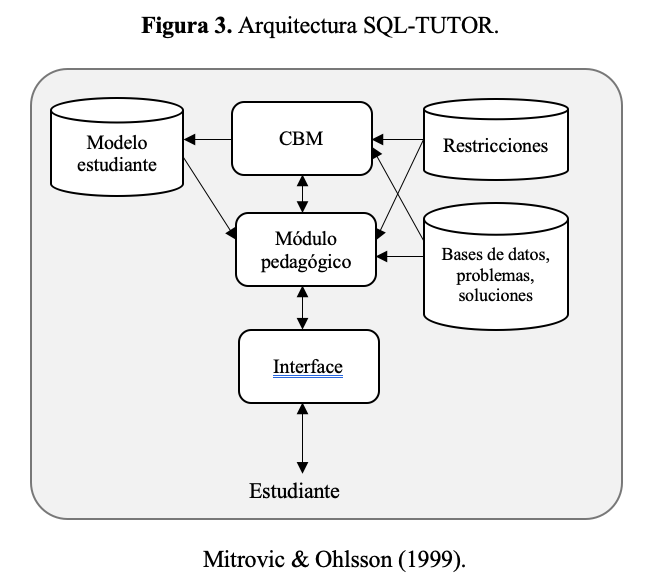 Figura 3. Arquitectura SQL-TUTOR.
Modelo
estudiante
CBM
Restricciones
Módulo
pedagógico
Bases de datos,
problemas,
soluciones
Interface
Estudiante
Mitrovic & Ohlsson (1999).